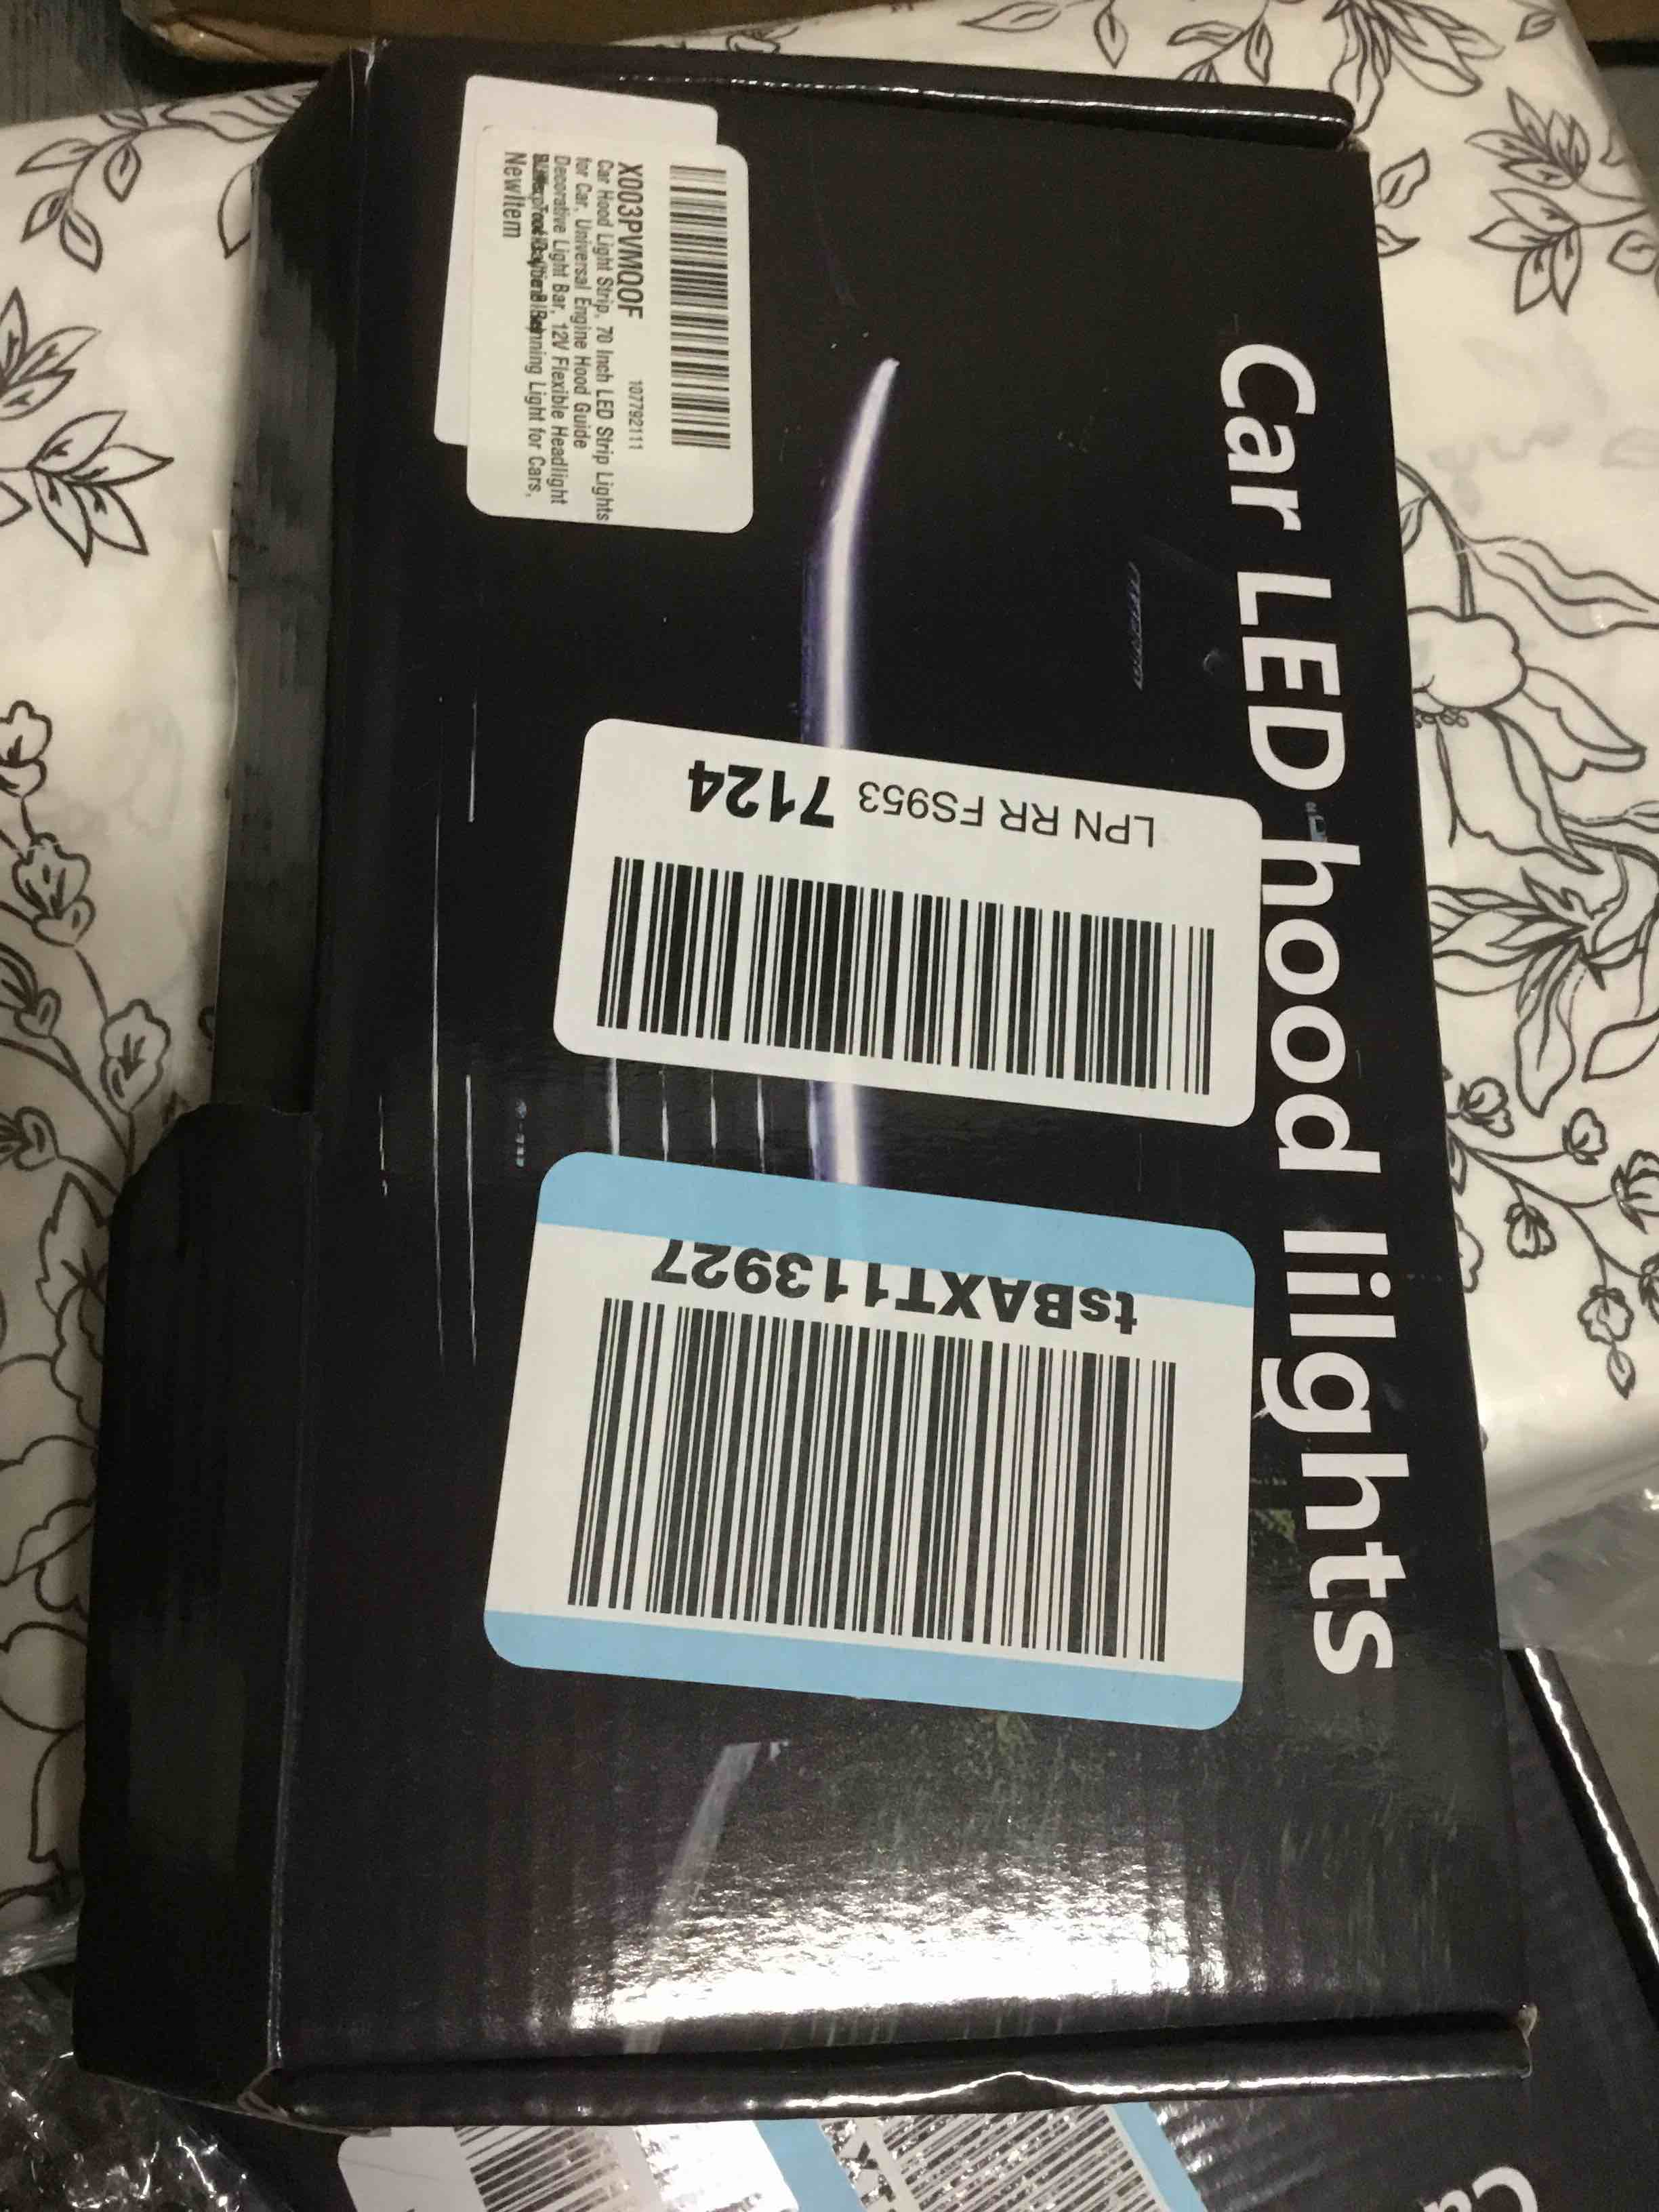 Car LED hood lilghts
X003PVMQOF 107792111
Car Hood Light Strip, 70 Inch LED Strip Lights
for Car, Universal Engine Hood Guide
Decorative Light Bar, 12V Flexible Headlight
Running Light for Cars,
NewItem
LPN RR FS953 7124
tsBAXT113927